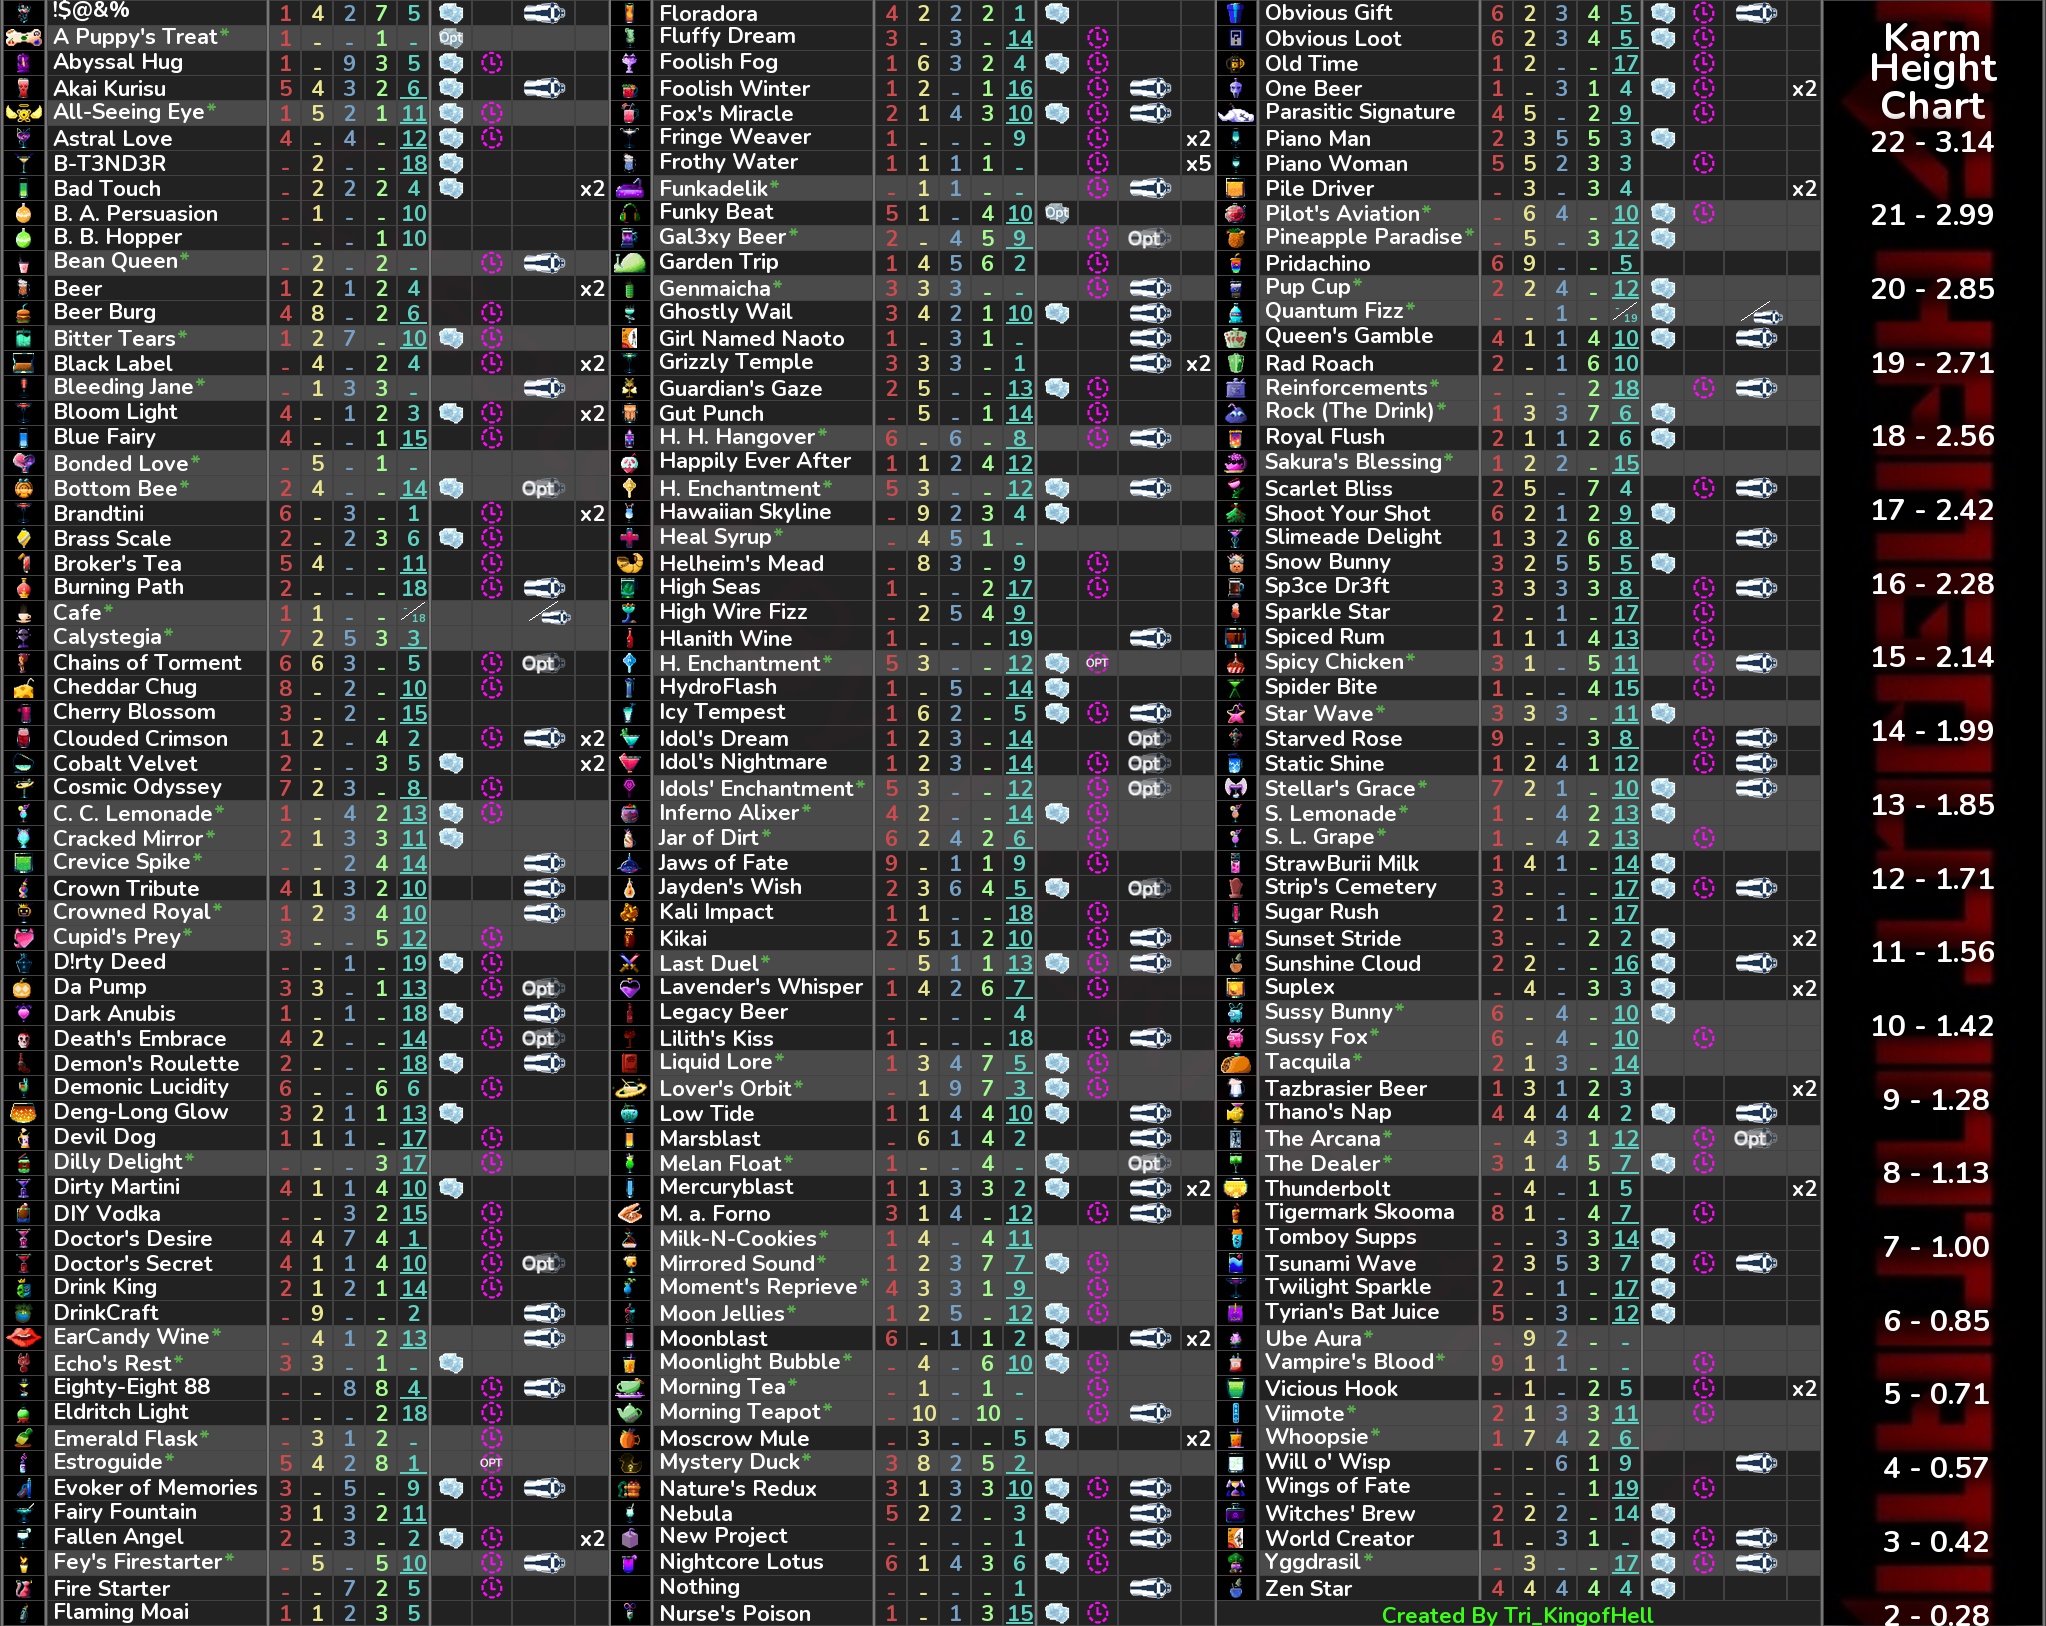 !$@&% 1 4 2 7 5
A Puppy's Treat* 1 - - 1 - Opt
Abyssal Hug 1 - 9 3 5
Akai Kurisu 5 4 3 2 6
All-Seeing Eye* 1 5 2 1 11
Astral Love 4 - 4 - 12
B-T3ND3R - 2 - - 18
Bad Touch - 2 2 2 4 x2
B. A. Persuasion - 1 - - 10
B. B. Hopper - - - 1 10
Bean Queen* - 2 - 2 -
Beer 1 2 1 2 4 x2
Beer Burg 4 8 - 2 6
Bitter Tears* 1 2 7 - 10
Black Label - 4 - 2 4 x2
Bleeding Jane* - 1 3 3 -
Bloom Light 4 - 1 2 3 x2
Blue Fairy 4 - - 1 15
Bonded Love* - 5 - 1 -
Bottom Bee* 2 4 - - 14 Opt
Brandtini 6 - 3 - 1 x2
Brass Scale 2 - 2 3 6
Broker's Tea 5 4 - - 11
Burning Path 2 - - - 18
Cafe* 1 1 - - -/18
Calystegia* 7 2 5 3 3
Chains of Torment 6 6 3 - 5 Opt
Cheddar Chug 8 - 2 - 10
Cherry Blossom 3 - 2 - 15
Clouded Crimson 1 2 - 4 2 x2
Cobalt Velvet 2 - - 3 5 x2
Cosmic Odyssey 7 2 3 - 8
C. C. Lemonade* 1 - 4 2 13
Cracked Mirror* 2 1 3 3 11
Crevice Spike* - - 2 4 14
Crown Tribute 4 1 3 2 10
Crowned Royal* 1 2 3 4 10
Cupid's Prey* 3 - - 5 12
D!rty Deed - - 1 - 19
Da Pump 3 3 - 1 13 Opt
Dark Anubis 1 - 1 - 18
Death's Embrace 4 2 - - 14 Opt
Demon's Roulette 2 - - - 18
Demonic Lucidity 6 - - 6 6
Deng-Long Glow 3 2 1 1 13
Devil Dog 1 1 1 - 17
Dilly Delight* - - - 3 17
Dirty Martini 4 1 1 4 10
DIY Vodka - - 3 2 15
Doctor's Desire 4 4 7 4 1
Doctor's Secret 4 1 1 4 10 Opt
Drink King 2 1 2 1 14
DrinkCraft - 9 - - 2
EarCandy Wine* - 4 1 2 13
Echo's Rest* 3 3 - 1 -
Eighty-Eight 88 - - 8 8 4
Eldritch Light - - - 2 18
Emerald Flask* - 3 1 2 -
Estroguide* 5 4 2 8 1 OPT
Evoker of Memories 3 - 5 - 9
Fairy Fountain 3 1 3 2 11
Fallen Angel 2 - 3 - 2 x2
Fey's Firestarter* - 5 - 5 10
Fire Starter - - 7 2 5
Flaming Moai 1 1 2 3 5
Floradora 4 2 2 2 1
Fluffy Dream 3 - 3 - 14
Foolish Fog 1 6 3 2 4
Foolish Winter 1 2 - 1 16
Fox's Miracle 2 1 4 3 10
Fringe Weaver 1 - - - 9 x2
Frothy Water 1 1 1 1 - x5
Funkadelik* - 1 1 - -
Funky Beat 5 1 - 4 10 Opt
Gal3xy Beer* 2 - 4 5 9 Opt
Garden Trip 1 4 5 6 2
Genmaicha* 3 3 3 - -
Ghostly Wail 3 4 2 1 10
Girl Named Naoto 1 - 3 1 -
Grizzly Temple 3 3 3 - 1 x2
Guardian's Gaze 2 5 - - 13
Gut Punch - 5 - 1 14
H. H. Hangover* 6 - 6 - 8
Happily Ever After 1 1 2 4 12
H. Enchantment* 5 3 - - 12
Hawaiian Skyline - 9 2 3 4
Heal Syrup* - 4 5 1 -
Helheim's Mead - 8 3 - 9
High Seas 1 - - 2 17
High Wire Fizz - 2 5 4 9
Hlanith Wine 1 - - - 19
H. Enchantment* 5 3 - - 12 OPT
HydroFlash 1 - 5 - 14
Icy Tempest 1 6 2 - 5
Idol's Dream 1 2 3 - 14 Opt
Idol's Nightmare 1 2 3 - 14 Opt
Idols' Enchantment* 5 3 - - 12 Opt
Inferno Alixer* 4 2 - - 14
Jar of Dirt* 6 2 4 2 6
Jaws of Fate 9 - 1 1 9
Jayden's Wish 2 3 6 4 5 Opt
Kali Impact 1 1 - - 18
Kikai 2 5 1 2 10
Last Duel* - 5 1 1 13
Lavender's Whisper 1 4 2 6 7
Legacy Beer - - - - 4
Lilith's Kiss 1 - - - 18
Liquid Lore* 1 3 4 7 5
Lover's Orbit* - 1 9 7 3
Low Tide 1 1 4 4 10
Marsblast - 6 1 4 2
Melan Float* 1 - - 4 - Opt
Mercuryblast 1 1 3 3 2 x2
M. a. Forno 3 1 4 - 12
Milk-N-Cookies* 1 4 - 4 11
Mirrored Sound* 1 2 3 7 7
Moment's Reprieve* 4 3 3 1 9
Moon Jellies* 1 2 5 - 12
Moonblast 6 - 1 1 2 x2
Moonlight Bubble* - 4 - 6 10
Morning Tea* - 1 - 1 -
Morning Teapot* - 10 - 10 -
Moscrow Mule - 3 - - 5 x2
Mystery Duck* 3 8 2 5 2
Nature's Redux 3 1 3 3 10
Nebula 5 2 2 - 3
New Project - - - - 1
Nightcore Lotus 6 1 4 3 6
Nothing - - - - 1
Nurse's Poison 1 - 1 3 15
Obvious Gift 6 2 3 4 5
Obvious Loot 6 2 3 4 5
Old Time 1 2 - - 17
One Beer 1 - 3 1 4 x2
Parasitic Signature 4 5 - 2 9
Piano Man 2 3 5 5 3
Piano Woman 5 5 2 3 3
Pile Driver - 3 - 3 4 x2
Pilot's Aviation* - 6 4 - 10
Pineapple Paradise* - 5 - 3 12
Pridachino 6 9 - - 5
Pup Cup* 2 2 4 - 12
Quantum Fizz* - - 1 - -/19
Queen's Gamble 4 1 1 4 10
Rad Roach 2 - 1 6 10
Reinforcements* - - - 2 18
Rock (The Drink)* 1 3 3 7 6
Royal Flush 2 1 1 2 6
Sakura's Blessing* 1 2 2 - 15
Scarlet Bliss 2 5 - 7 4
Shoot Your Shot 6 2 1 2 9
Slimeade Delight 1 3 2 6 8
Snow Bunny 3 2 5 5 5
Sp3ce Dr3ft 3 3 3 3 8
Sparkle Star 2 - 1 - 17
Spiced Rum 1 1 1 4 13
Spicy Chicken* 3 1 - 5 11
Spider Bite 1 - - 4 15
Star Wave* 3 3 3 - 11
Starved Rose 9 - - 3 8
Static Shine 1 2 4 1 12
Stellar's Grace* 7 2 1 - 10
S. Lemonade* 1 - 4 2 13
S. L. Grape* 1 - 4 2 13
StrawBurii Milk 1 4 1 - 14
Strip's Cemetery 3 - - - 17
Sugar Rush 2 - 1 - 17
Sunset Stride 3 - - 2 2 x2
Sunshine Cloud 2 2 - - 16
Suplex - 4 - 3 3 x2
Sussy Bunny* 6 - 4 - 10
Sussy Fox* 6 - 4 - 10
Tacquila* 2 1 3 - 14
Tazbrasier Beer 1 3 1 2 3 x2
Thano's Nap 4 4 4 4 2
The Arcana* - 4 3 1 12 Opt
The Dealer* 3 1 4 5 7
Thunderbolt - 4 - 1 5 x2
Tigermark Skooma 8 1 - 4 7
Tomboy Supps - - 3 3 14
Tsunami Wave 2 3 5 3 7
Twilight Sparkle 2 - 1 - 17
Tyrian's Bat Juice 5 - 3 - 12
Ube Aura* - 9 2 - -
Vampire's Blood* 9 1 1 - -
Vicious Hook - 1 - 2 5 x2
Viimote* 2 1 3 3 11
Whoopsie* 1 7 4 2 6
Will o' Wisp - - 6 1 9
Wings of Fate - - - 1 19
Witches' Brew 2 2 2 - 14
World Creator 1 - 3 1 -
Yggdrasil* - 3 - - 17
Zen Star 4 4 4 4 4
Created By Tri_KingofHell
Karm
Height
Chart
22 - 3.14
21 - 2.99
20 - 2.85
19 - 2.71
18 - 2.56
17 - 2.42
16 - 2.28
15 - 2.14
14 - 1.99
13 - 1.85
12 - 1.71
11 - 1.56
10 - 1.42
9 - 1.28
8 - 1.13
7 - 1.00
6 - 0.85
5 - 0.71
4 - 0.57
3 - 0.42
2 - 0.28